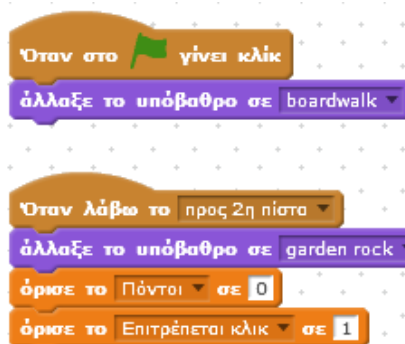 Όταν στο γίνει κλικ
άλλαξε το υπόβαθρο σε boardwalk
Όταν λάβω το προς 2η πίστα
άλλαξε το υπόβαθρο σε garden rock
όρισε το Πόντοι σε 0
όρισε το Επιτρέπεται κλικ σε 1